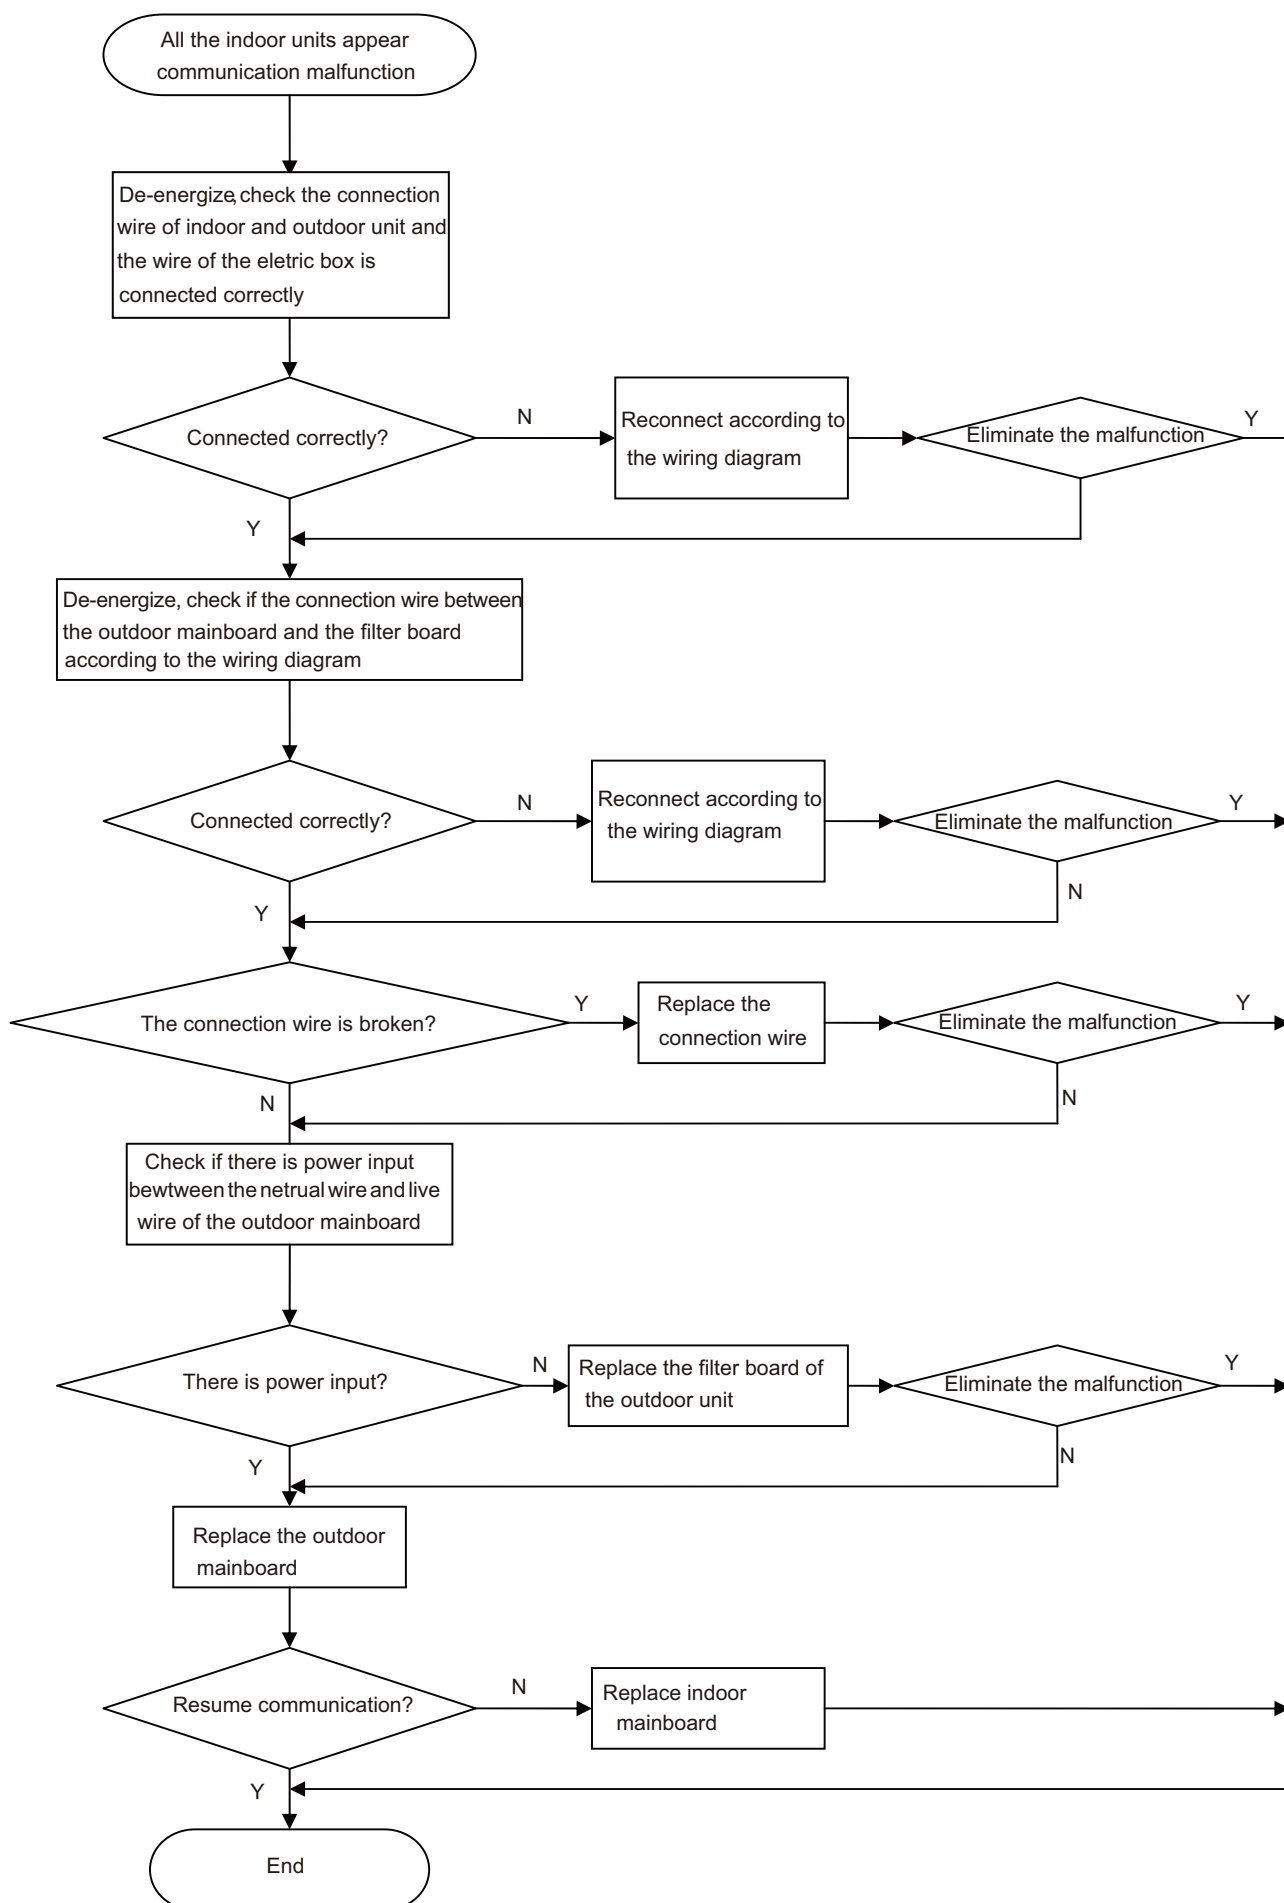 All the indoor units appear
communication malfunction
De-energize, check the connection
wire of indoor and outdoor unit and
the wire of the eletric box is
connected correctly
Connected correctly?
N
Reconnect according to
the wiring diagram
Eliminate the malfunction
Y
Y
De-energize, check if the connection wire between
the outdoor mainboard and the filter board
according to the wiring diagram
Connected correctly?
N
Reconnect according to
the wiring diagram
Eliminate the malfunction
Y
N
Y
The connection wire is broken?
Y
Replace the
connection wire
Eliminate the malfunction
Y
N
N
Check if there is power input
bewtween the netrual wire and live
wire of the outdoor mainboard
There is power input?
N
Replace the filter board of
the outdoor unit
Eliminate the malfunction
Y
N
Y
Replace the outdoor
mainboard
Resume communication?
N
Replace indoor
mainboard
Y
End